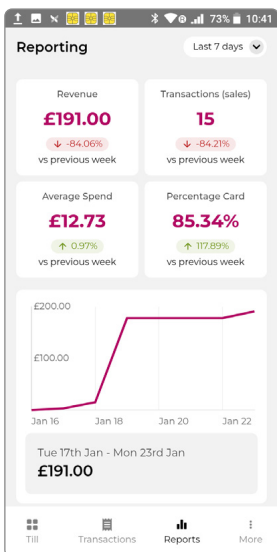 73% 10:41
Reporting
Last 7 days
Revenue
£191.00
-84.06%
vs previous week
Transactions (sales)
15
-84.21%
vs previous week
Average Spend
£12.73
0.97%
vs previous week
Percentage Card
85.34%
117.89%
vs previous week
£200.00
£100.00
Jan 16 Jan 18 Jan 20 Jan 22
Tue 17th Jan - Mon 23rd Jan
£191.00
Till Transactions Reports More